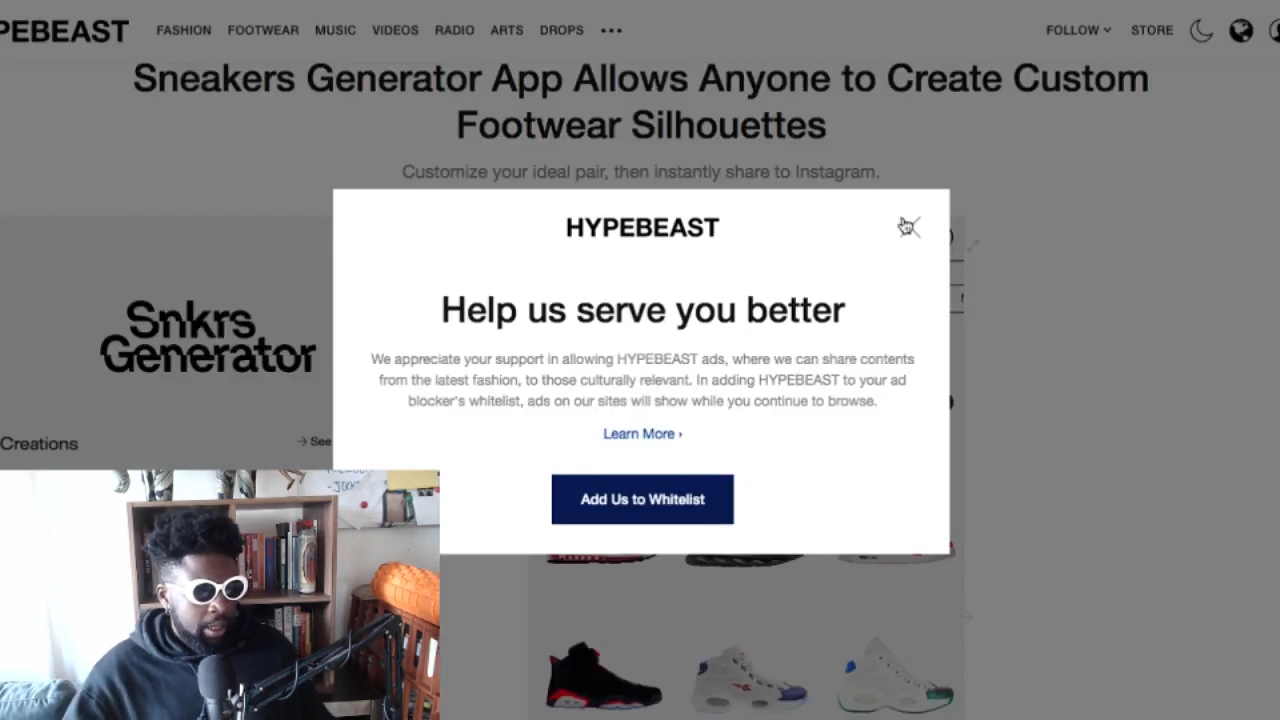 PEBEAST FASHION FOOTWEAR MUSIC VIDEOS RADIO ARTS DROPS ••• FOLLOW STORE
Sneakers Generator App Allows Anyone to Create Custom
Footwear Silhouettes
Customize your ideal pair, then instantly share to Instagram.
HYPEBEAST
Help us serve you better
We appreciate your support in allowing HYPEBEAST ads, where we can share contents
from the latest fashion, to those culturally relevant. In adding HYPEBEAST to your ad
blocker's whitelist, ads on our sites will show while you continue to browse.
Learn More ›
Add Us to Whitelist
Snkrs
Generator
Creations
→ See